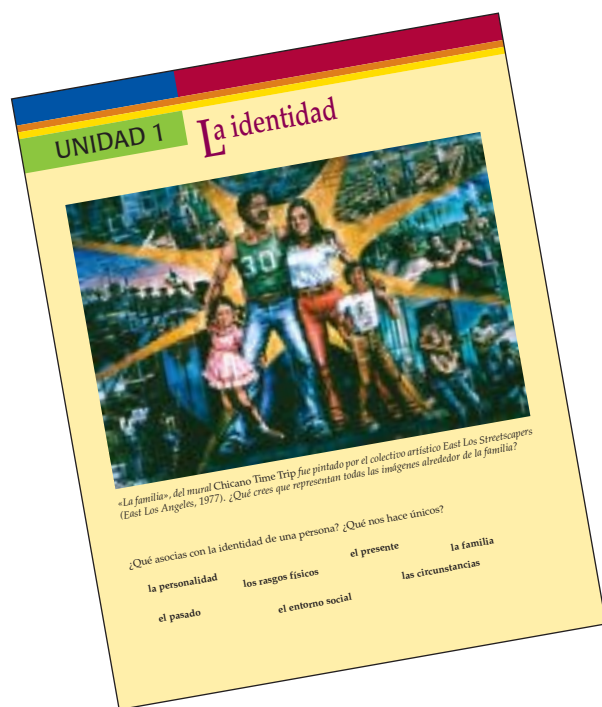 UNIDAD 1
La identidad
30
«La familia», del mural Chicano Time Trip fue pintado por el colectivo artístico East Los Streetscapers
(East Los Angeles, 1977). ¿Qué crees que representan todas las imágenes alrededor de la familia?
¿Qué asocias con la identidad de una persona? ¿Qué nos hace únicos?
la personalidad los rasgos físicos el presente la familia
el pasado el entorno social las circunstancias